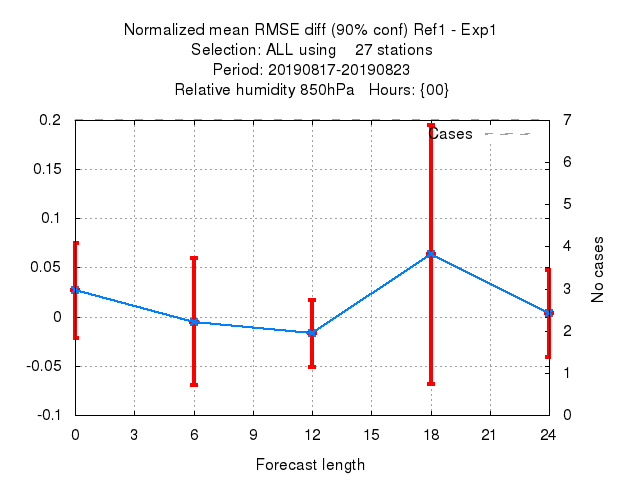 Normalized mean RMSE diff (90% conf) Ref1 - Exp1
Selection: ALL using    27 stations
Period: 20190817-20190823
Relative humidity 850hPa   Hours: {00}
Cases
0.2
0.15
0.1
0.05
0
-0.05
-0.1
7
6
5
4
3
2
1
0
No cases
0 3 6 9 12 15 18 21 24
Forecast length